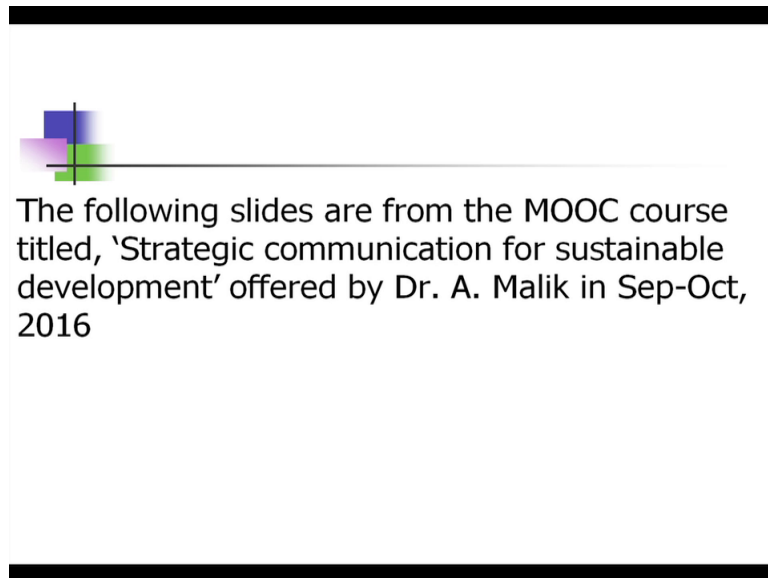 The following slides are from the MOOC course
titled, ‘Strategic communication for sustainable
development’ offered by Dr. A. Malik in Sep-Oct,
2016